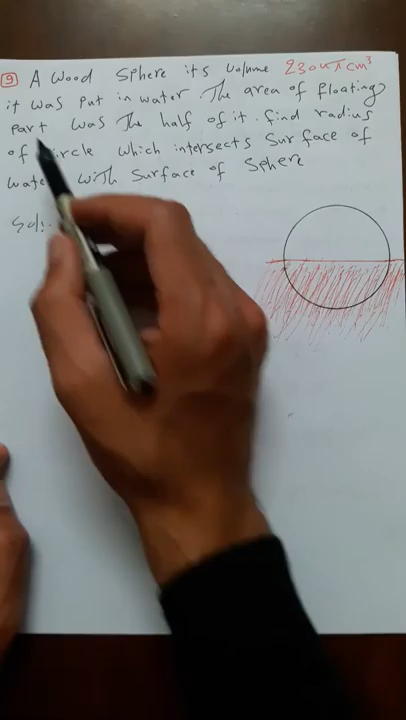 9 A wood sphere its volume 2304π cm³
it was put in water. The area of floating
part was The half of it. find radius
of circle which intersects surface of
water with surface of sphere
Sol: